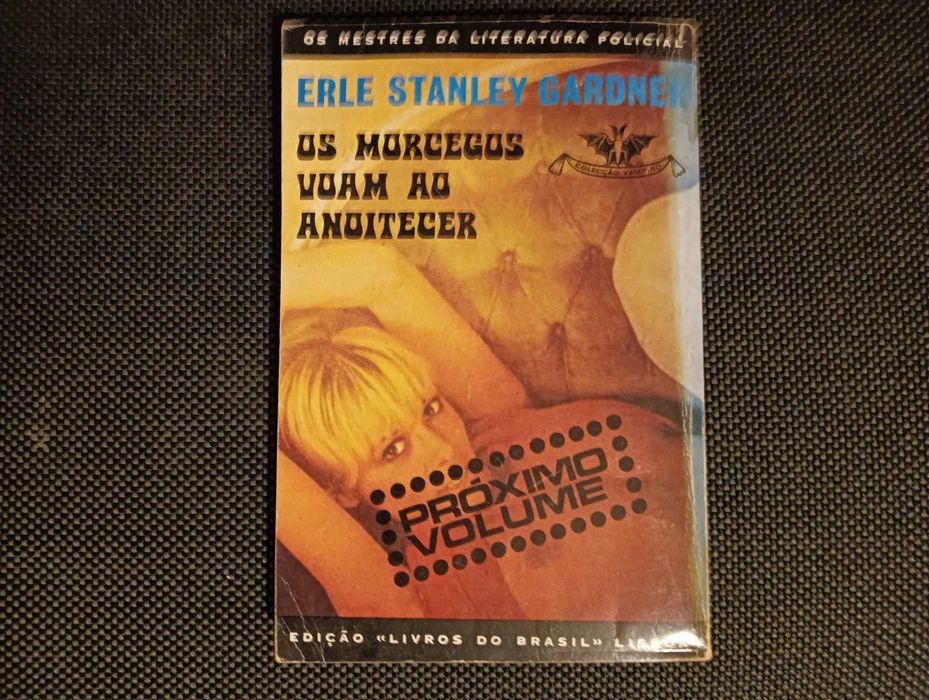 OS MESTRES DA LITERATURA POLICIAL
ERLE STANLEY GARDNER
OS MORCEGOS
VOAM AO
ANOITECER
COLECÇÃO VAMPIRO
PRÓXIMO
VOLUME
EDIÇÃO «LIVROS DO BRASIL» LISBOA